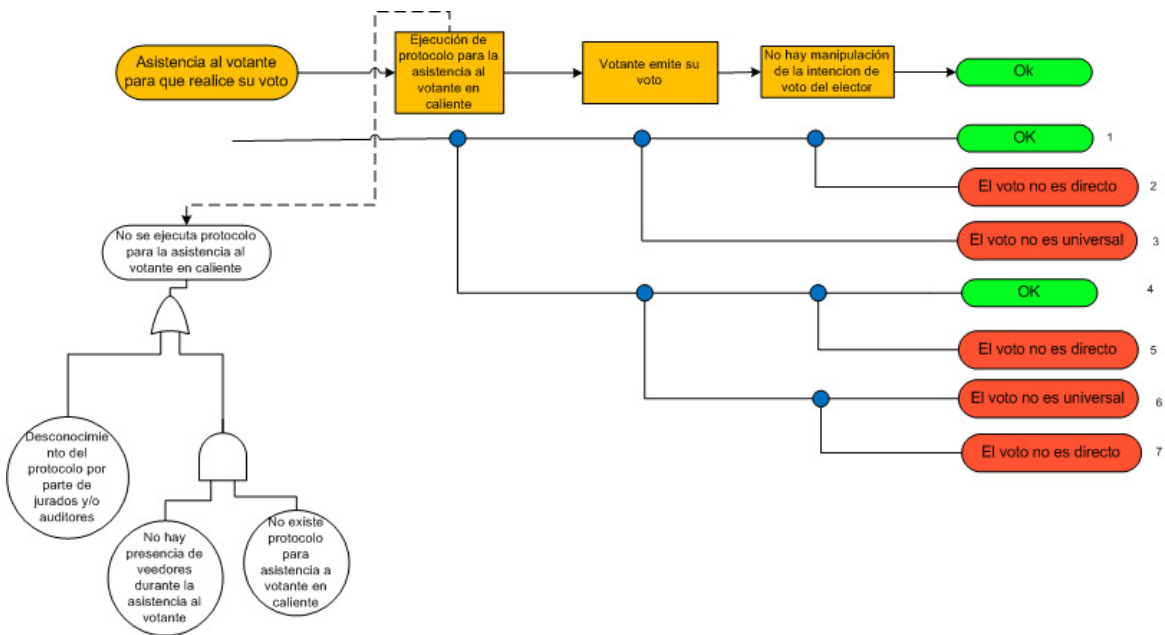 Asistencia al votante
para que realice su voto
Ejecución de
protocolo para la
asistencia al
votante en
caliente
Votante emite su
voto
No hay manipulación
de la intencion de
voto del elector
Ok
OK
1
El voto no es directo
2
El voto no es universal
3
No se ejecuta protocolo
para la asistencia al
votante en caliente
OK
4
El voto no es directo
5
El voto no es universal
6
El voto no es directo
7
Desconocimie
nto del
protocolo por
parte de
jurados y/o
auditores
No hay
presencia de
veedores
durante la
asistencia al
votante
No existe
protocolo
para
asistencia a
votante en
caliente